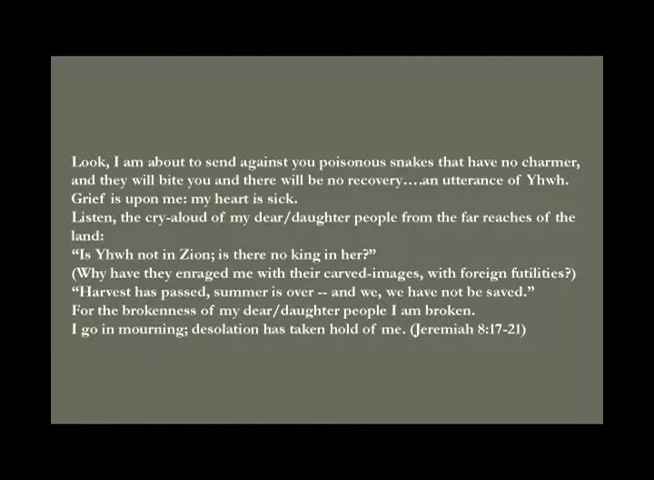 Look, I am about to send against you poisonous snakes that have no charmer,
and they will bite you and there will be no recovery….an utterance of Yhwh.
Grief is upon me: my heart is sick.
Listen, the cry-aloud of my dear/daughter people from the far reaches of the
land:
“Is Yhwh not in Zion; is there no king in her?”
(Why have they enraged me with their carved-images, with foreign futilities?)
“Harvest has passed, summer is over -- and we, we have not be saved.”
For the brokenness of my dear/daughter people I am broken.
I go in mourning; desolation has taken hold of me. (Jeremiah 8:17-21)